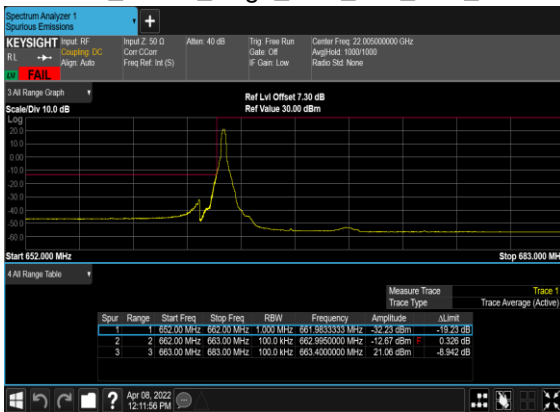 Spectrum Analyzer 1
Spurious Emissions
+
KEYSIGHT Input: RF Input Z: 50 Ω Atten: 40 dB Trig: Free Run Center Freq: 22.005000000 GHz
RL Coupling: DC Corr CCorr Gate: Off Avg|Hold: 1000/1000
Align: Auto Freq Ref: Int (S) IF Gain: Low Radio Std: None
LV FAIL
3 All Range Graph
Ref Lvl Offset 7.30 dB
Scale/Div 10.0 dB Ref Value 30.00 dBm
Log
20.0
10.0
0.00
-10.0
-20.0
-30.0
-40.0
-50.0
-60.0
Start 652.000 MHz Stop 683.000 MH
4 All Range Table
Measure Trace Trace 1
Trace Type Trace Average (Active)
Spur Range Start Freq Stop Freq RBW Frequency Amplitude ΔLimit
1 1 652.00 MHz 662.00 MHz 1.000 MHz 661.9833333 MHz -32.23 dBm -19.23 dB
2 2 662.00 MHz 663.00 MHz 100.0 kHz 662.9950000 MHz -12.67 dBm F 0.326 dB
3 3 663.00 MHz 683.00 MHz 100.0 kHz 663.4000000 MHz 21.06 dBm -8.942 dB
? Apr 08, 2022
12:11:56 PM